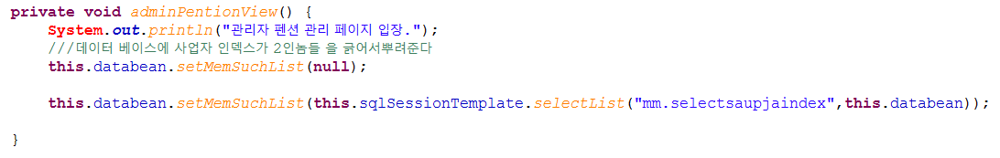 private void adminPentionView() {
System.out.println("관리자 펜션 관리 페이지 입장.");
///데이터 베이스에 사업자 인덱스가 2인놈들 을 긁어서뿌려준다
this.databean.setMemSuchList(null);
this.databean.setMemSuchList(this.sqlSessionTemplate.selectList("mm.selectsaupjaindex",this.databean));
}